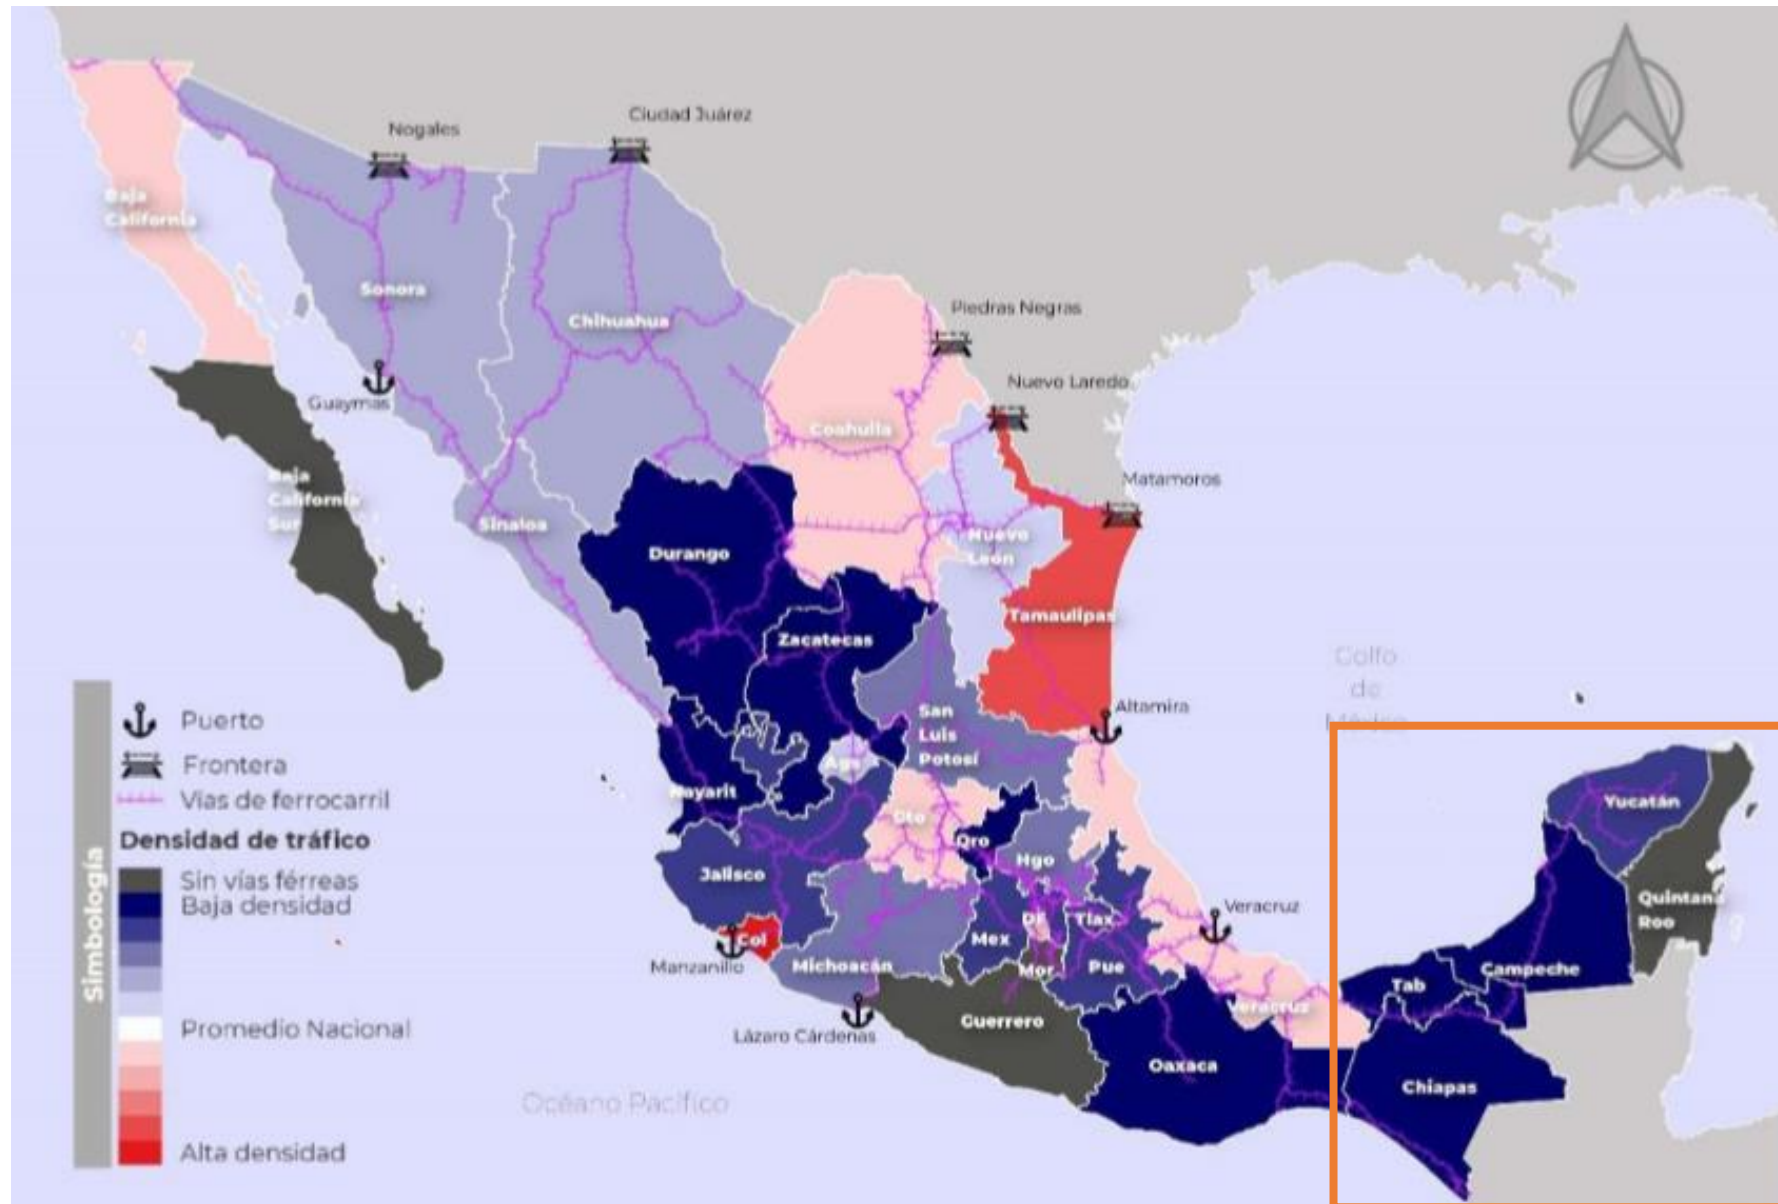 Nogales
Ciudad Juárez
Baja
California
Sonora
Chihuahua
Piedras Negras
Nuevo Laredo
Guaymas
Coahuila
Matamoros
Baja
California
Sur
Sinaloa
Durango
Nuevo
León
Tamaulipas
Zacatecas
Golfo
de
México
San
Luis
Potosí
Altamira
Ags
Nayarit
Gto
Qro
Hgo
Jalisco
DF
Tlax
Veracruz
Col
Manzanillo
Michoacán
Mex
Mor
Pue
Yucatán
Quintana
Roo
Campeche
Tab
Veracruz
Guerrero
Lázaro Cárdenas
Oaxaca
Chiapas
Océano Pacífico
Simbología
Puerto
Frontera
Vías de ferrocarril
Densidad de tráfico
Sin vías férreas
Baja densidad
Promedio Nacional
Alta densidad